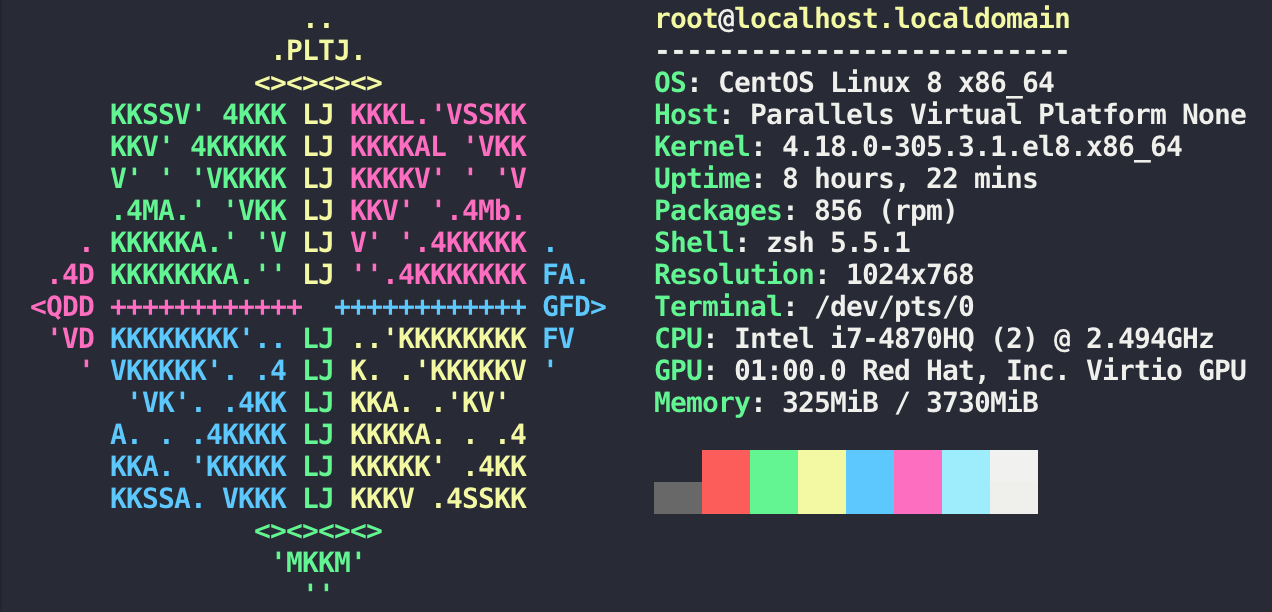 ..
.PLTJ.
<><><><>
KKSSV' 4KKK LJ KKKL.'VSSKK
KKV' 4KKKKK LJ KKKKAL 'VKK
V' ' 'VKKKK LJ KKKKV' ' 'V
.4MA.' 'VKK LJ KKV' '.4Mb.
. KKKKKA.' 'V LJ V' '.4KKKKK .
.4D KKKKKKKA.'' LJ ''.4KKKKKKK FA.
<QDD ++++++++++++ ++++++++++++ GFD>
'VD KKKKKKKK'.. LJ ..'KKKKKKKK FV
' VKKKKK'. .4 LJ K. .'KKKKKV '
'VK'. .4KK LJ KKA. .'KV'
A. . .4KKKK LJ KKKKA. . .4
KKA. 'KKKKK LJ KKKKK' .4KK
KKSSA. VKKK LJ KKKV .4SSKK
<><><><>
'MKKM'
''
root@localhost.localdomain
--------------------------
OS: CentOS Linux 8 x86_64
Host: Parallels Virtual Platform None
Kernel: 4.18.0-305.3.1.el8.x86_64
Uptime: 8 hours, 22 mins
Packages: 856 (rpm)
Shell: zsh 5.5.1
Resolution: 1024x768
Terminal: /dev/pts/0
CPU: Intel i7-4870HQ (2) @ 2.494GHz
GPU: 01:00.0 Red Hat, Inc. Virtio GPU
Memory: 325MiB / 3730MiB